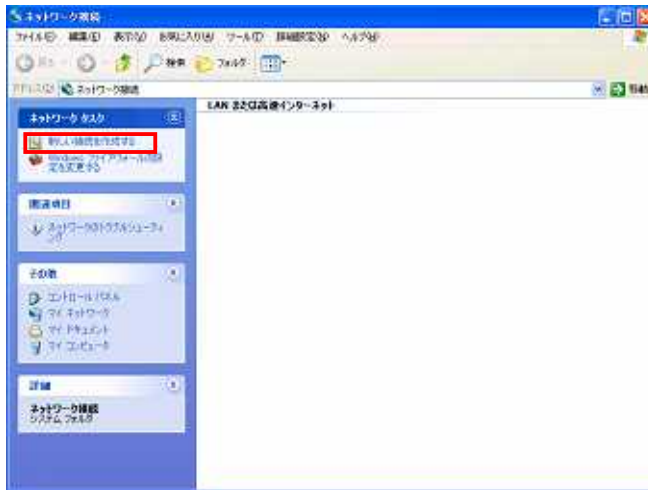 ネットワーク接続
ファイル(F) 編集(E) 表示(V) お気に入り(A) ツール(T) 詳細設定(N) ヘルプ(H)
検索 フォルダ
アドレス(D) ネットワーク接続 移動
LAN または高速インターネット
ネットワーク タスク
新しい接続を作成する
Windows ファイアウォールの設
定を変更する
関連項目
ネットワークのトラブルシューティ
ング
その他
コントロール パネル
マイ ネットワーク
マイ ドキュメント
マイ コンピュータ
詳細
ネットワーク接続
システム フォルダ